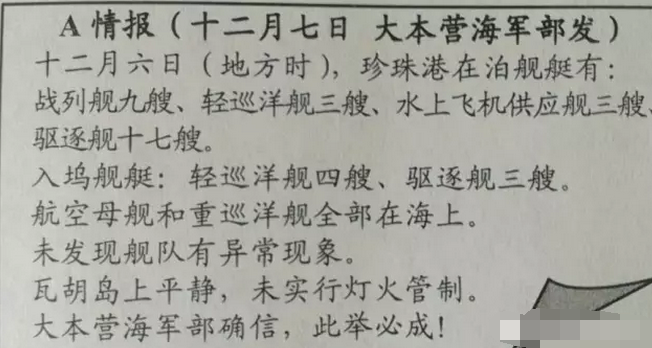 A 情报（十二月七日 大本营海军部发）
十二月六日（地方时），珍珠港在泊舰艇有：
战列舰九艘、轻巡洋舰三艘、水上飞机供应舰三艘、
驱逐舰十七艘。
入坞舰艇：轻巡洋舰四艘、驱逐舰三艘。
航空母舰和重巡洋舰全部在海上。
未发现舰队有异常现象。
瓦胡岛上平静，未实行灯火管制。
大本营海军部确信，此举必成！